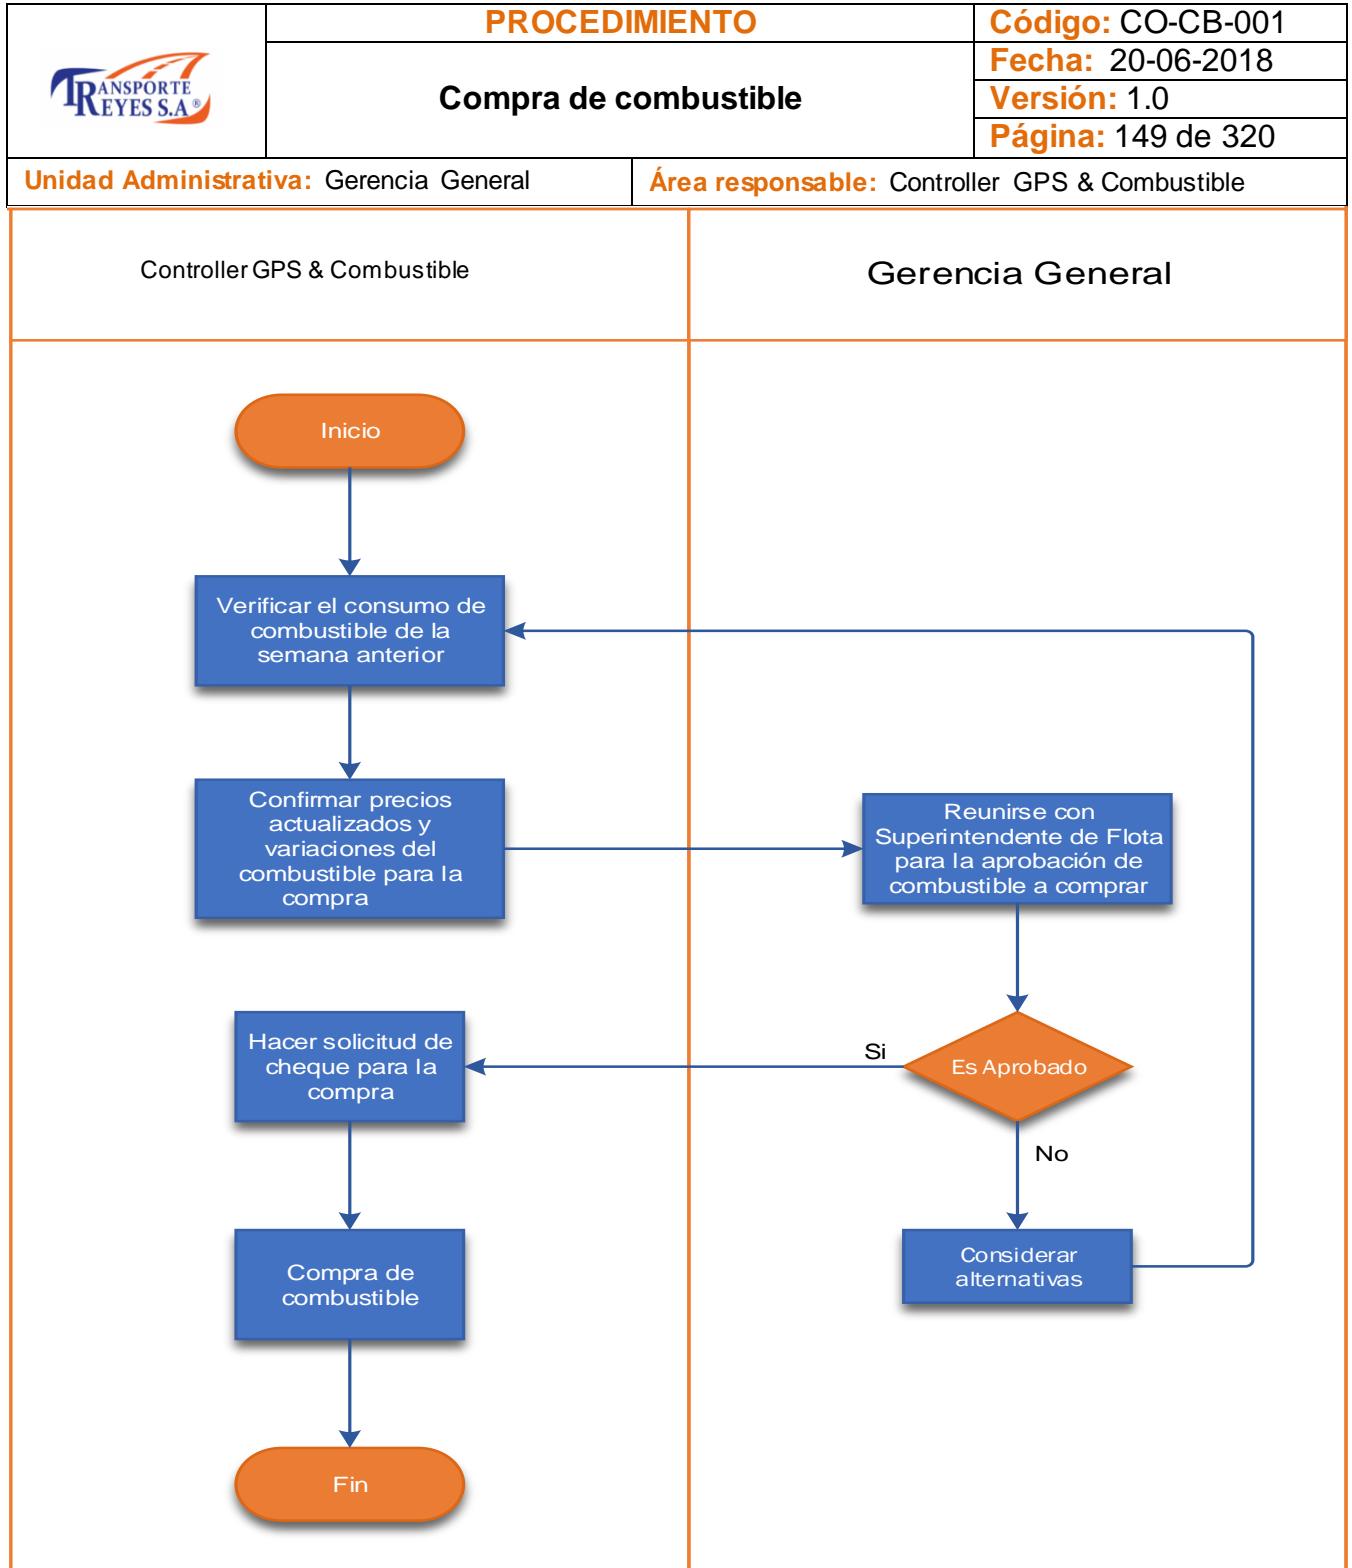 TRANSPORTE
REYES S.A®
PROCEDIMIENTO
Compra de combustible
Código: CO-CB-001
Fecha: 20-06-2018
Versión: 1.0
Página: 149 de 320
Unidad Administrativa: Gerencia General
Área responsable: Controller GPS & Combustible
Controller GPS & Combustible
Gerencia General
Inicio
Verificar el consumo de
combustible de la
semana anterior
Confirmar precios
actualizados y
variaciones del
combustible para la
compra
Reunirse con
Superintendente de Flota
para la aprobación de
combustible a comprar
Es Aprobado
Si
No
Hacer solicitud de
cheque para la
compra
Considerar
alternativas
Compra de
combustible
Fin